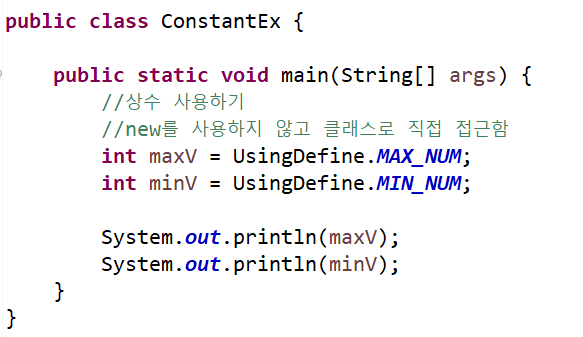 public class ConstantEx {
public static void main(String[] args) {
//상수 사용하기
//new를 사용하지 않고 클래스로 직접 접근함
int maxV = UsingDefine.MAX_NUM;
int minV = UsingDefine.MIN_NUM;
System.out.println(maxV);
System.out.println(minV);
}
}